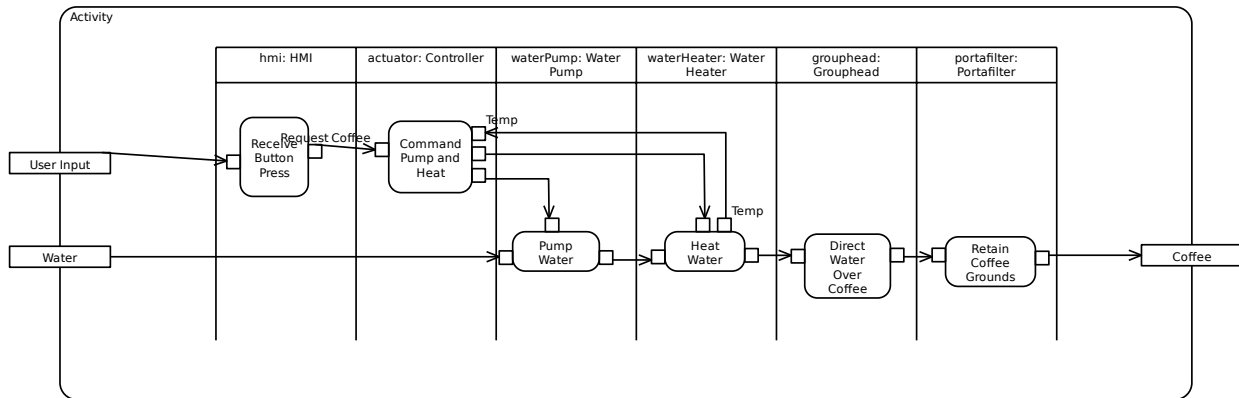 Activity
hmi: HMI
actuator: Controller
waterPump: Water
Pump
waterHeater: Water
Heater
grouphead:
Grouphead
portafilter:
Portafilter
User Input
Receive
Button
Press
Request Coffee
Command
Pump and
Heat
Temp
Temp
Water
Pump
Water
Heat
Water
Direct
Water
Over
Coffee
Retain
Coffee
Grounds
Coffee